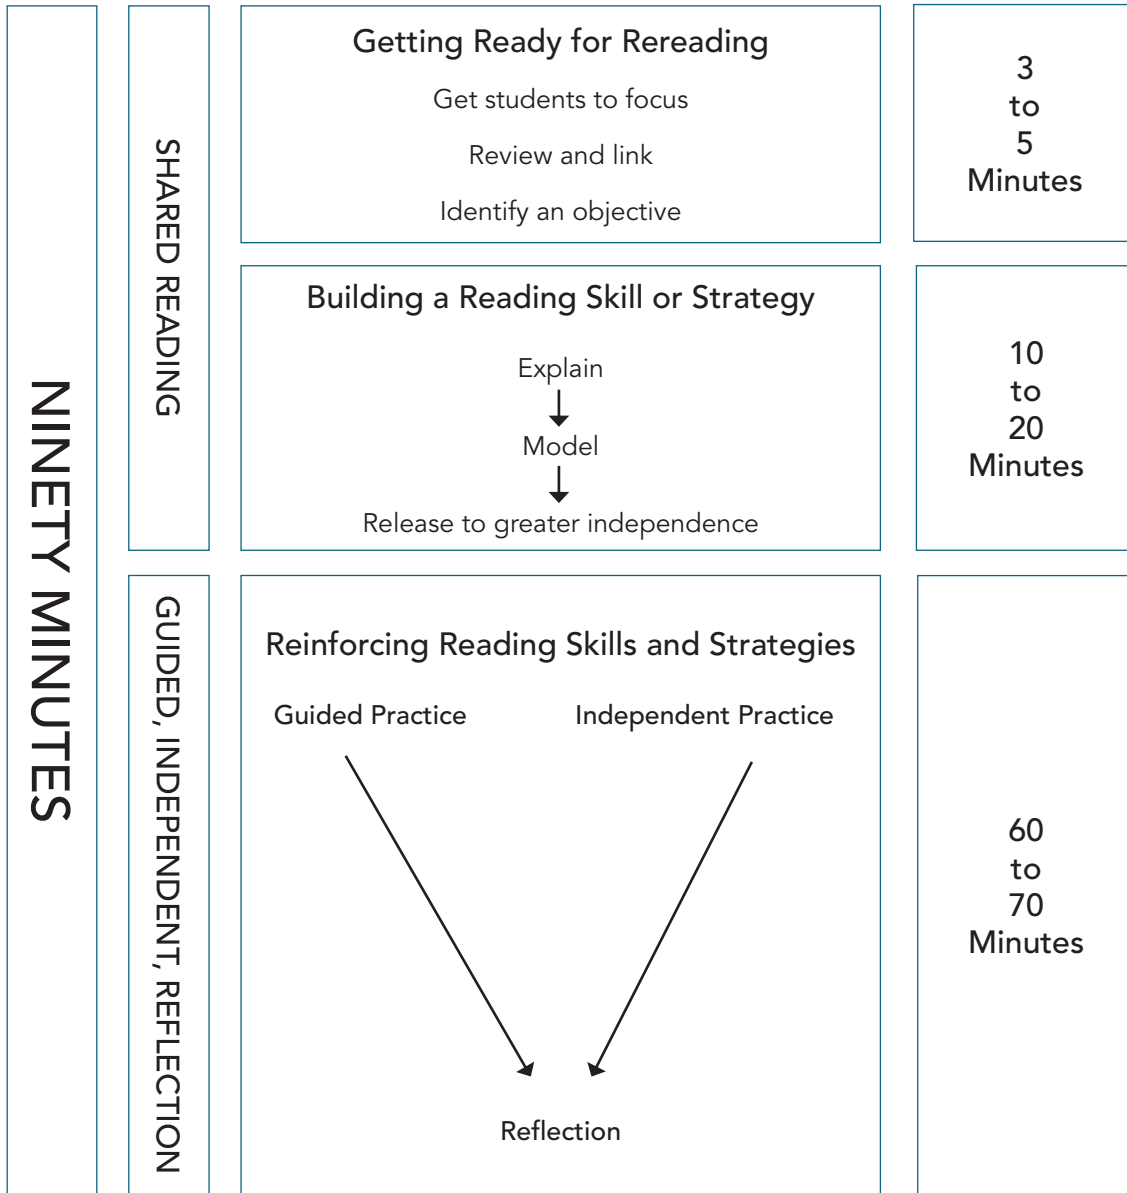 NINETY MINUTES
SHARED READING
Getting Ready for Rereading
Get students to focus
Review and link
Identify an objective
3
to
5
Minutes
Building a Reading Skill or Strategy
Explain
Model
Release to greater independence
10
to
20
Minutes
GUIDED, INDEPENDENT, REFLECTION
Reinforcing Reading Skills and Strategies
Guided Practice
Independent Practice
Reflection
60
to
70
Minutes